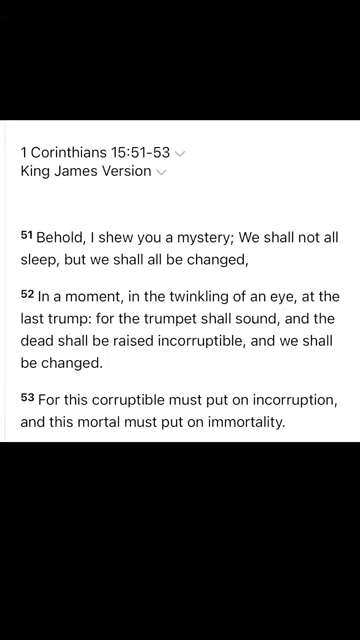 1 Corinthians 15:51-53
King James Version
51 Behold, I shew you a mystery; We shall not all
sleep, but we shall all be changed,
52 In a moment, in the twinkling of an eye, at the
last trump: for the trumpet shall sound, and the
dead shall be raised incorruptible, and we shall
be changed.
53 For this corruptible must put on incorruption,
and this mortal must put on immortality.